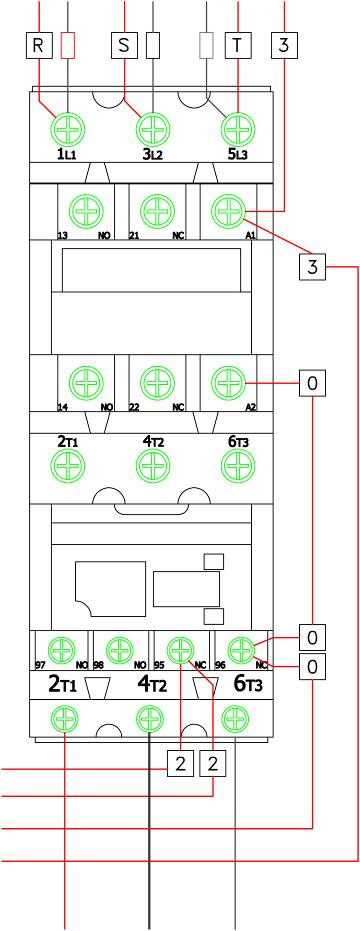 R S T 3
1L1 3L2 5L3
13 NO 21 NC A1
3
0
14 NO 22 NC A2
2T1 4T2 6T3
0
97 NO 98 NO 95 NC 96 NC
0
2T1 4T2 6T3
2 2